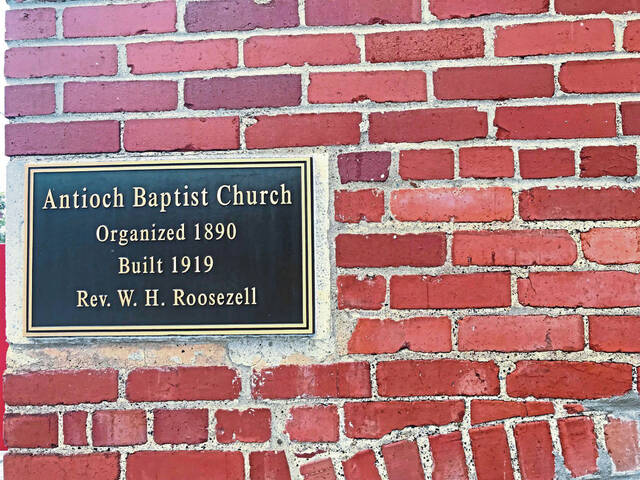 Antioch Baptist Church
Organized 1890
Built 1919
Rev. W. H. Roosezell